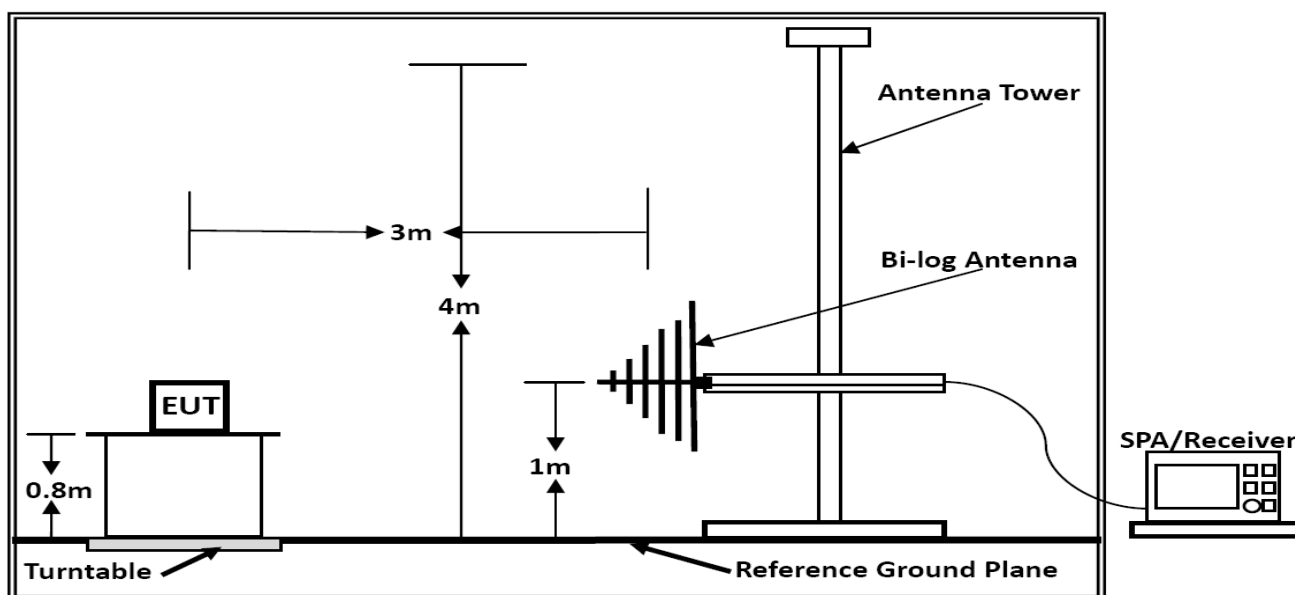 Antenna Tower
3m
Bi-log Antenna
4m
EUT
SPA/Receiver
1m
0.8m
Turntable
Reference Ground Plane